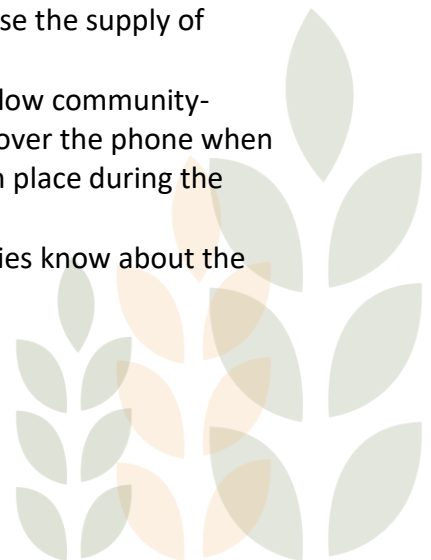 se the supply of
low community-
over the phone when
n place during the
ies know about the